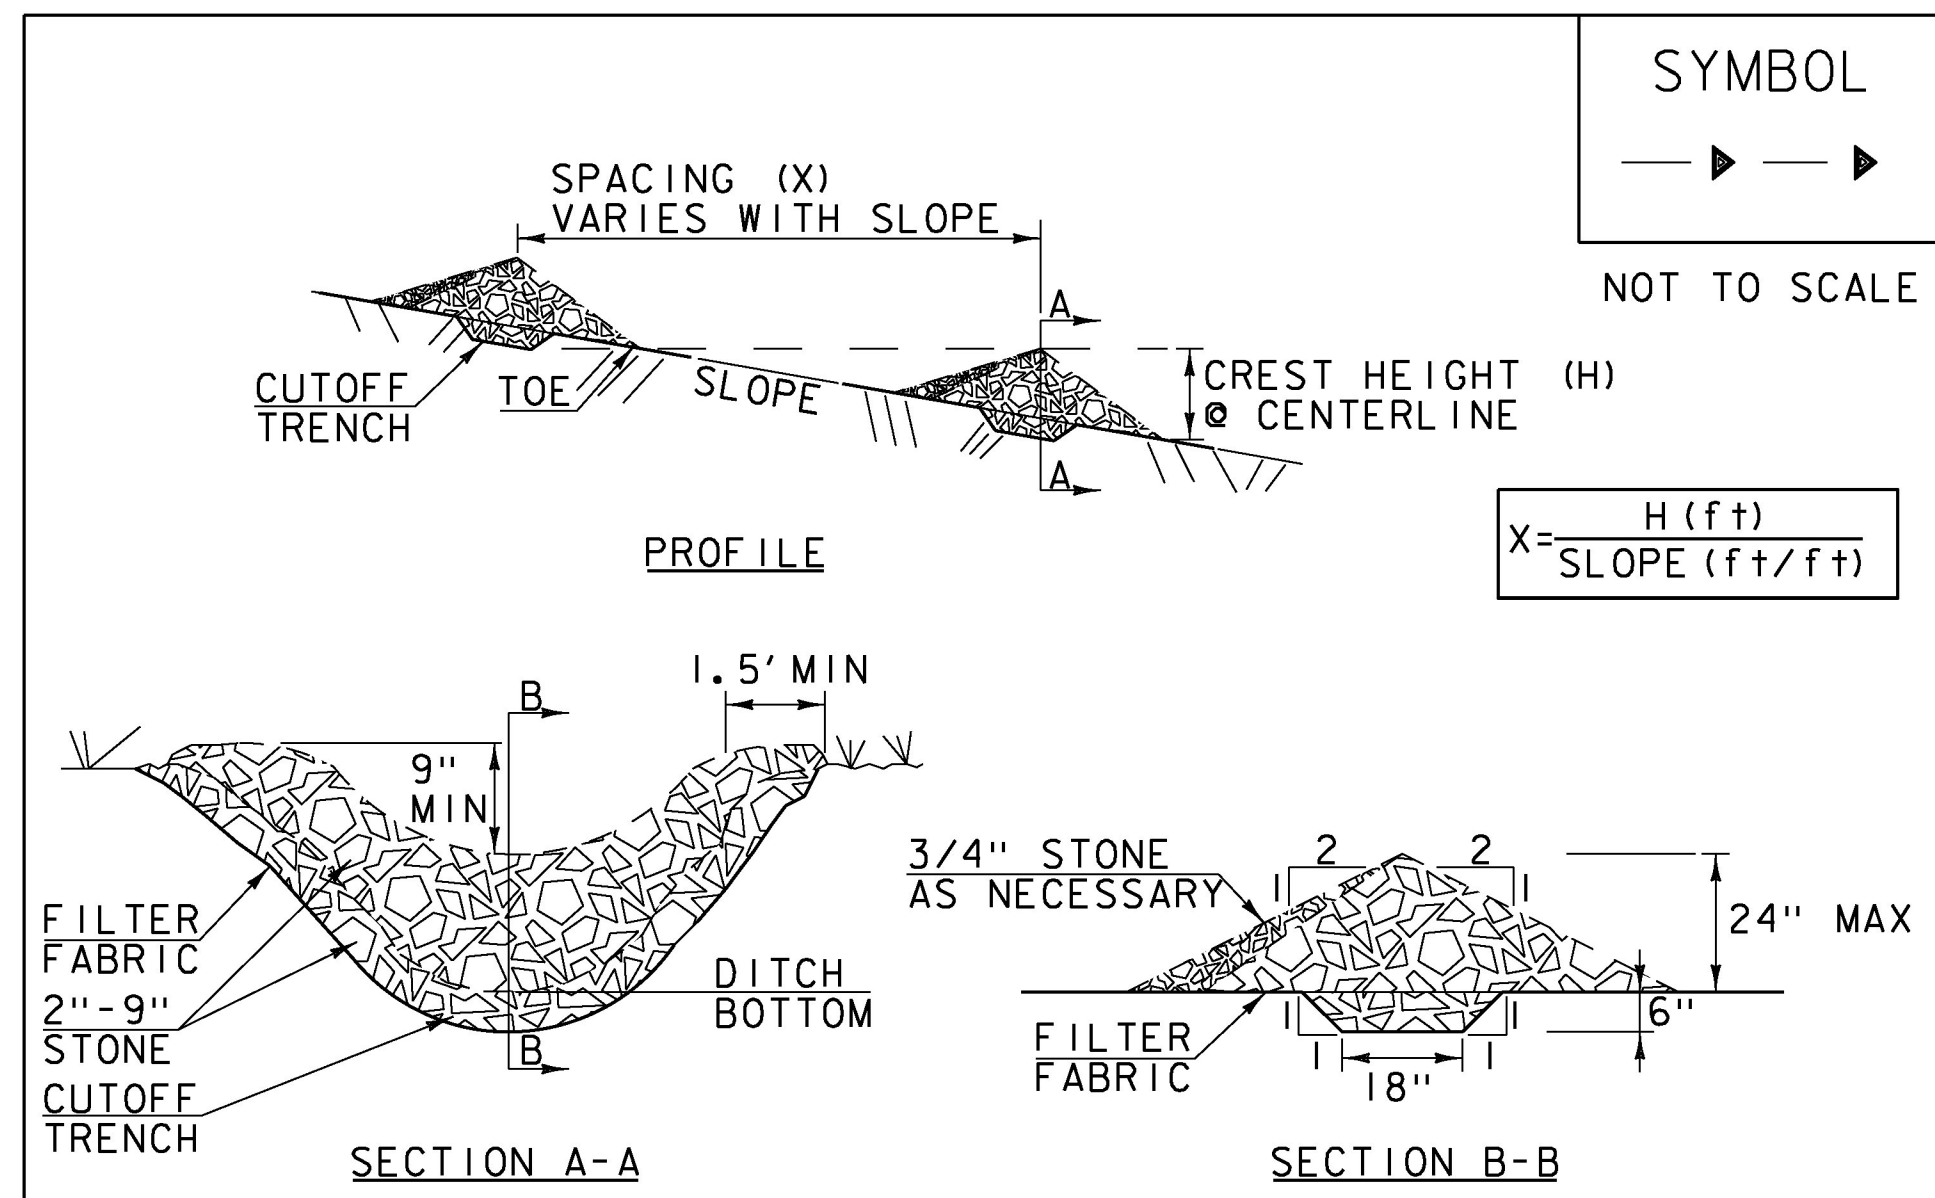 SYMBOL
NOT TO SCALE
SPACING (X)
VARIES WITH SLOPE
A
CUTOFF
TRENCH
TOE
SLOPE
CREST HEIGHT (H)
@ CENTERLINE
A
PROFILE
X=
H(ft)
SLOPE(ft/ft)
1.5' MIN
B
9"
MIN
FILTER
FABRIC
2"-9"
STONE
CUTOFF
TRENCH
DITCH
BOTTOM
B
SECTION A-A
3/4" STONE
AS NECESSARY
2
2
1
1
24" MAX
6"
FILTER
FABRIC
1
1
1
1
18"
SECTION B-B